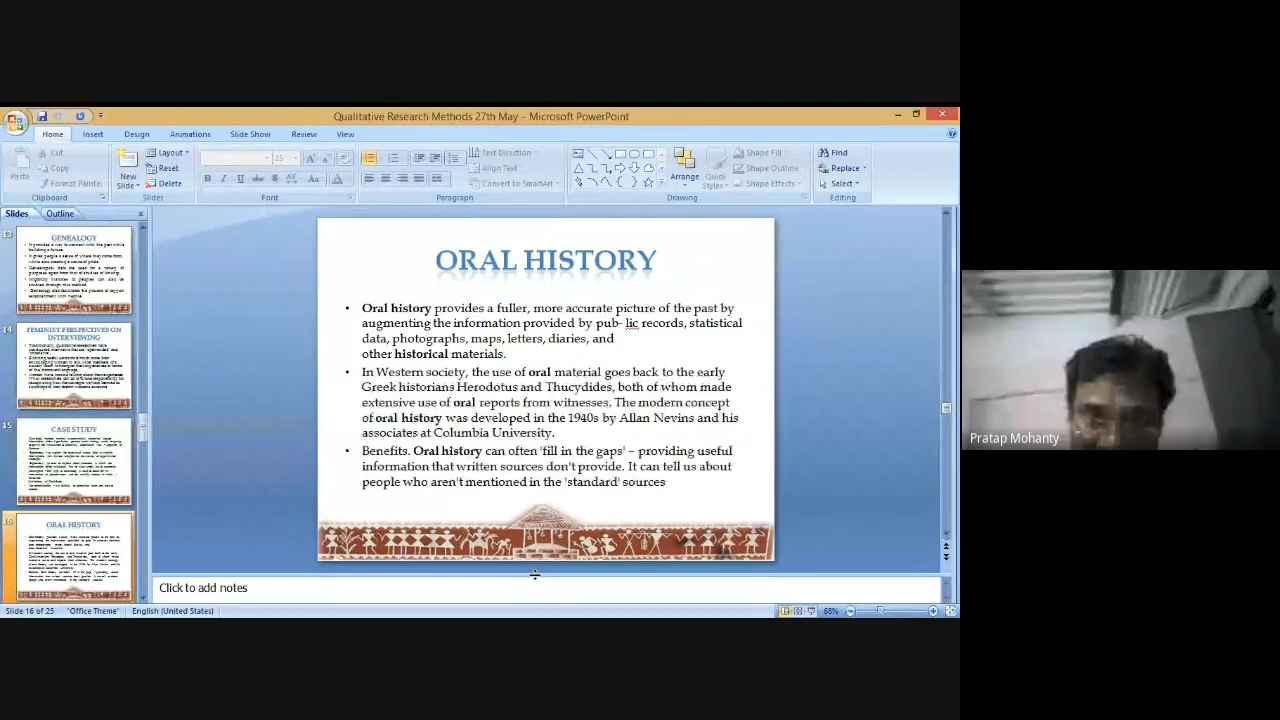 Qualitative Research Methods 27th May - Microsoft PowerPoint
Home Insert Design Animations Slide Show Review View
Paste
Cut
Copy
Format Painter
Clipboard
New Slide
Layout
Reset
Delete
Slides
25
Font
Text Direction
Align Text
Convert to SmartArt
Paragraph
Arrange
Quick Styles
Shape Fill
Shape Outline
Shape Effects
Drawing
Find
Replace
Select
Editing
Slides Outline
13
GENEALOGY
14
FEMINIST PERSPECTIVES ON
INTERVIEWING
15
CASE STUDY
16
ORAL HISTORY
ORAL HISTORY
• Oral history provides a fuller, more accurate picture of the past by
augmenting the information provided by pub- lic records, statistical
data, photographs, maps, letters, diaries, and
other historical materials.
• In Western society, the use of oral material goes back to the early
Greek historians Herodotus and Thucydides, both of whom made
extensive use of oral reports from witnesses. The modern concept
of oral history was developed in the 1940s by Allan Nevins and his
associates at Columbia University.
• Benefits. Oral history can often 'fill in the gaps' – providing useful
information that written sources don't provide. It can tell us about
people who aren't mentioned in the 'standard' sources
Click to add notes
Slide 16 of 25 "Office Theme" English (United States) 68%
Pratap Mohanty